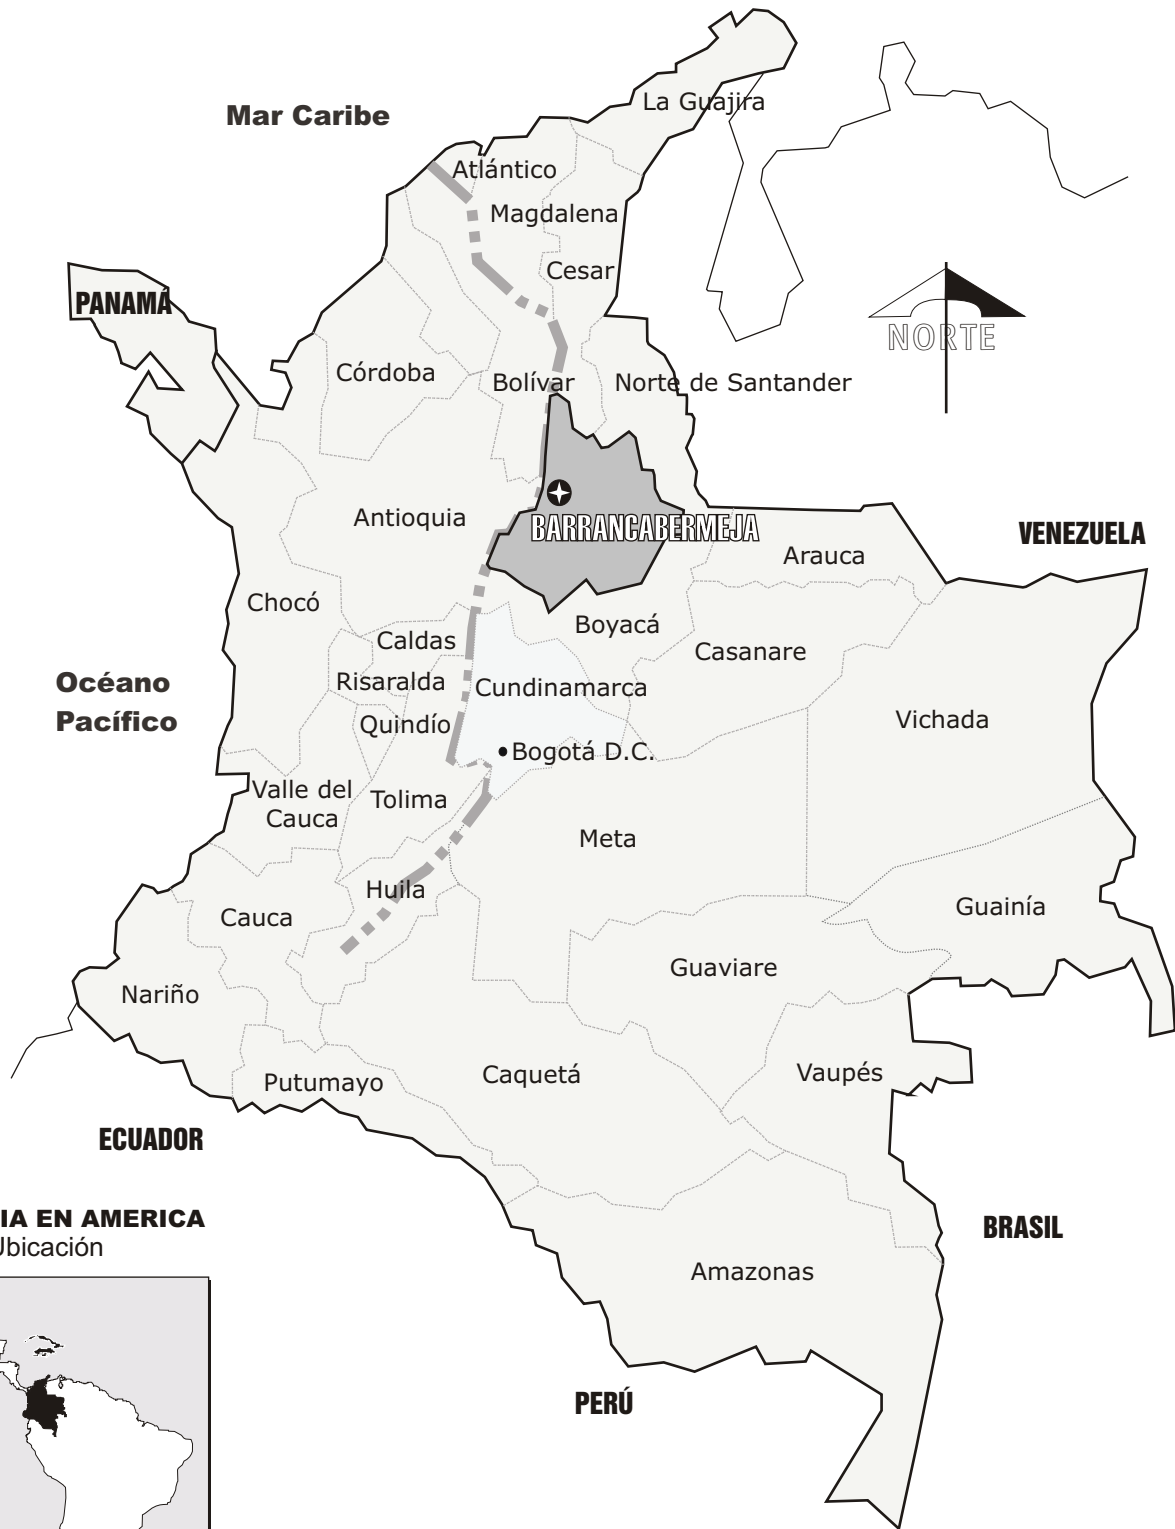 La Guajira
Mar Caribe
Atlántico
Magdalena
Cesar
PANAMÁ
NORTE
Córdoba
Bolívar
Norte de Santander
Antioquia
BARRANCABERMEJA
VENEZUELA
Arauca
Chocó
Boyacá
Caldas
Casanare
Océano
Pacífico
Risaralda
Cundinamarca
Vichada
Quindío
Bogotá D.C.
Valle del
Cauca
Tolima
Meta
Huila
Cauca
Guainía
Guaviare
Nariño
Putumayo
Caquetá
Vaupés
ECUADOR
IA EN AMERICA
Ubicación
BRASIL
Amazonas
PERÚ